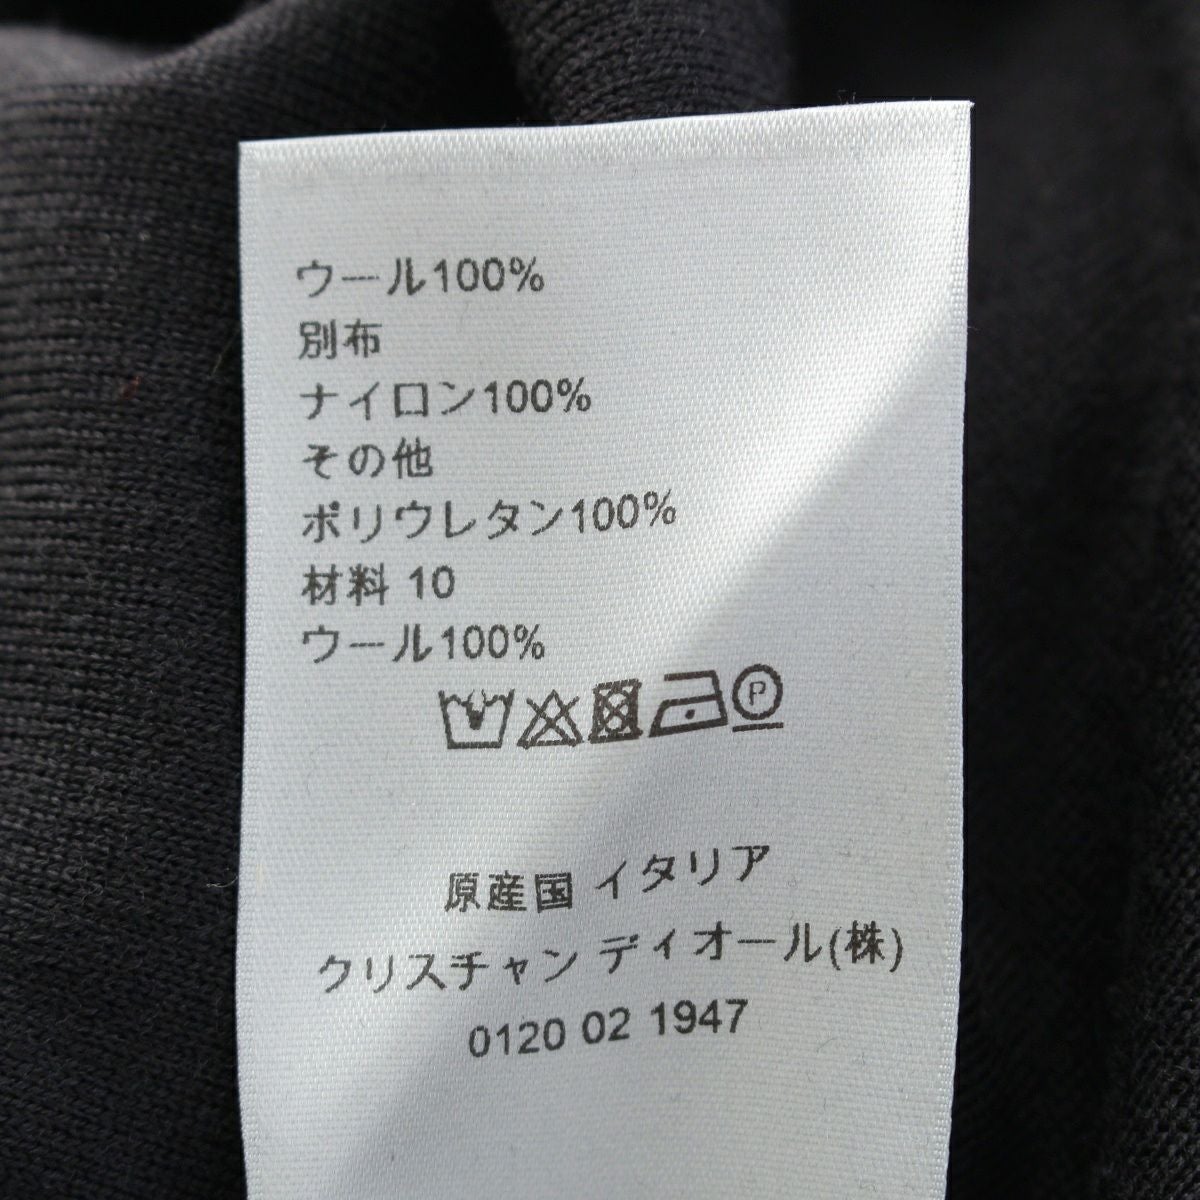 ウール100%
別布
ナイロン100%
その他
ポリウレタン100%
材料 10
ウール100%
P
原産国 イタリア
クリスチャン ディオール(株)
0120 02 1947